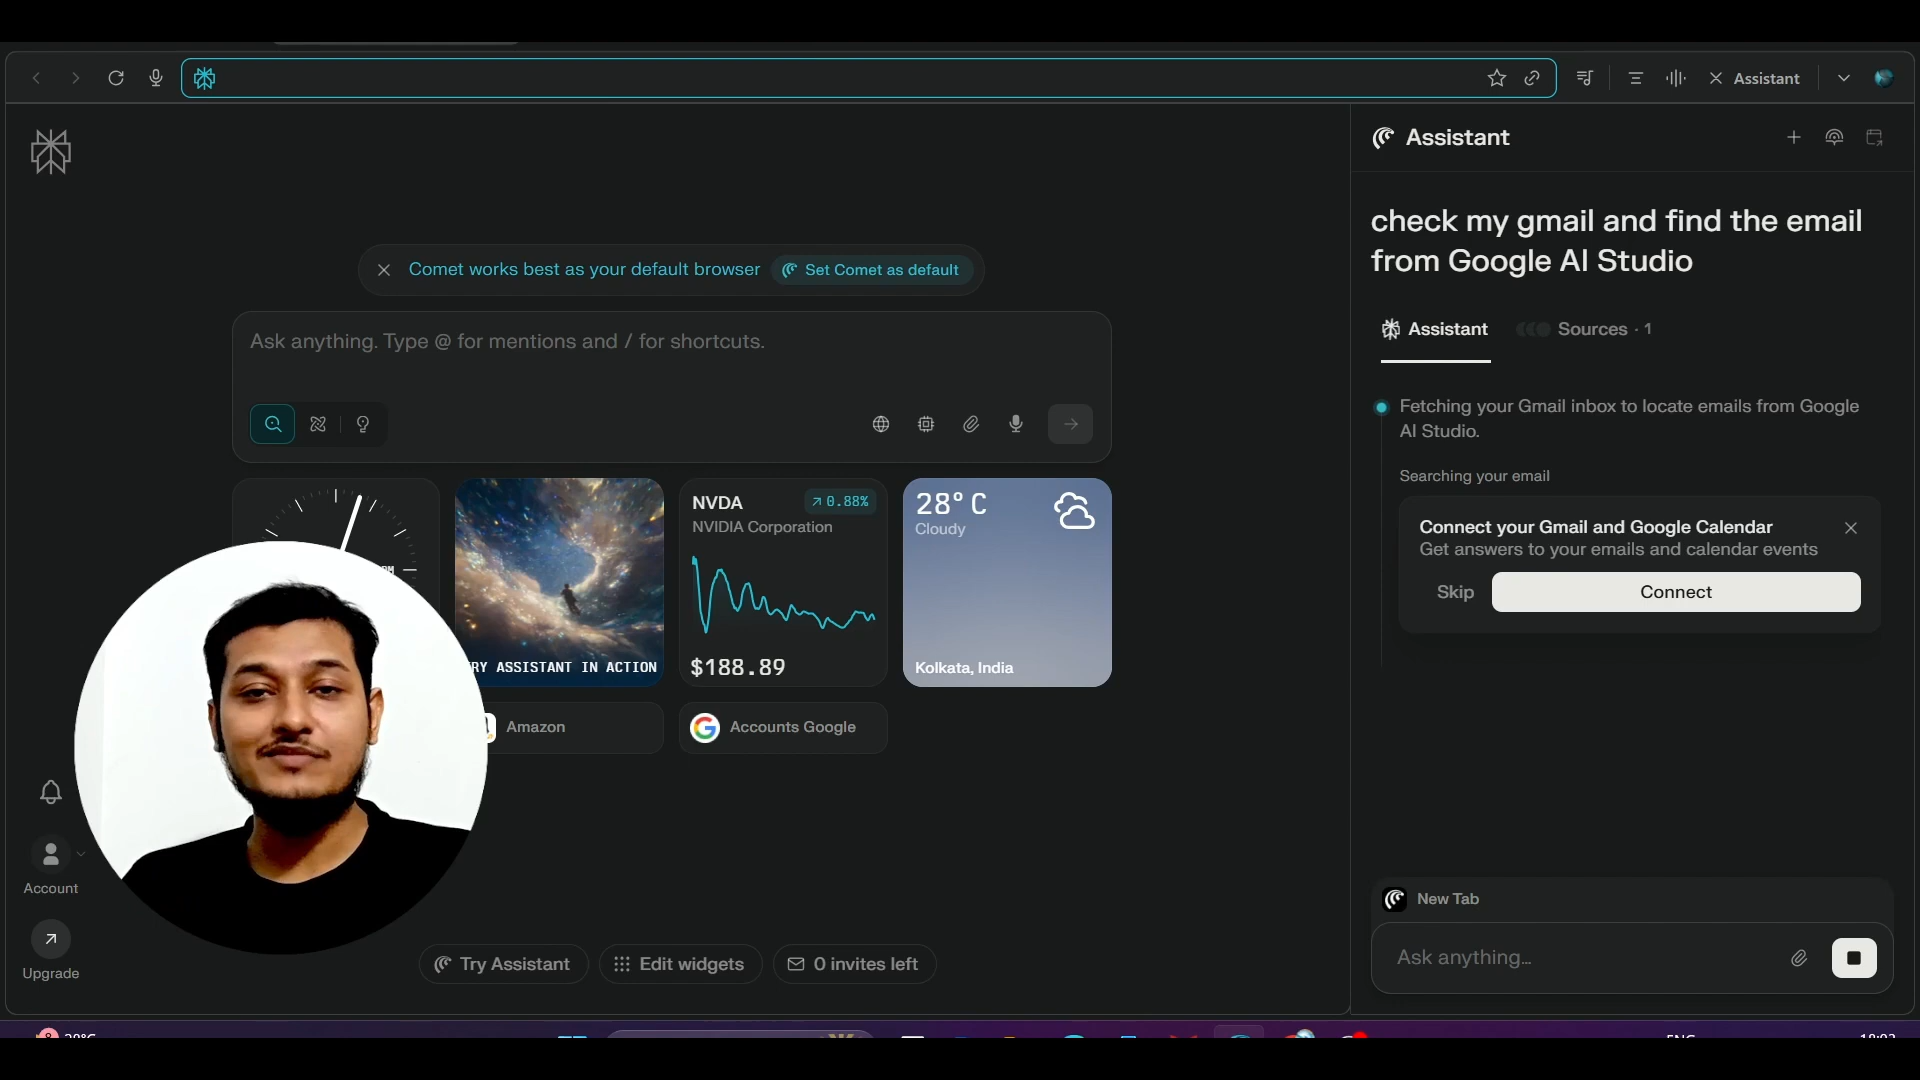 Assistant
Assistant
check my gmail and find the email
from Google AI Studio
Comet works best as your default browser
Set Comet as default
Ask anything. Type @ for mentions and / for shortcuts.
Assistant
Sources · 1
Fetching your Gmail inbox to locate emails from Google
AI Studio.
Searching your email
Connect your Gmail and Google Calendar
Get answers to your emails and calendar events
Skip
Connect
NVDA
0.88%
NVIDIA Corporation
$188.89
28° C
Cloudy
Kolkata, India
RY ASSISTANT IN ACTION
Amazon
Accounts Google
Account
Upgrade
Try Assistant
Edit widgets
0 invites left
New Tab
Ask anything...